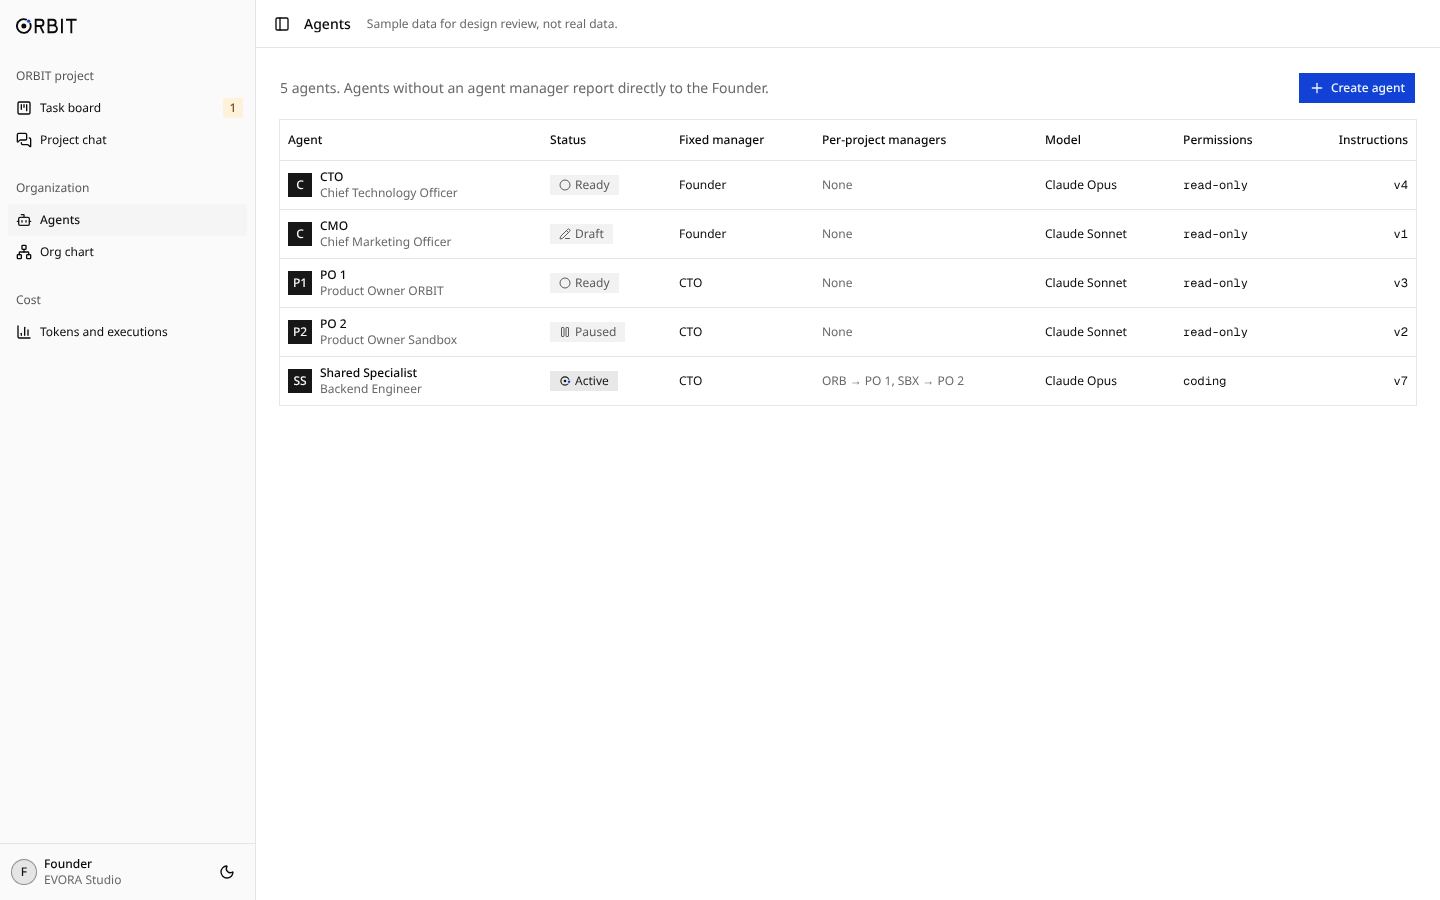 ORBIT
ORBIT project
Task board 1
Project chat
Organization
Agents
Org chart
Cost
Tokens and executions
F Founder
EVORA Studio
Agents Sample data for design review, not real data.
5 agents. Agents without an agent manager report directly to the Founder.
Create agent
Agent Status Fixed manager Per-project managers Model Permissions Instructions
C CTO
Chief Technology Officer
Ready Founder None Claude Opus read-only v4
C CMO
Chief Marketing Officer
Draft Founder None Claude Sonnet read-only v1
P1 PO 1
Product Owner ORBIT
Ready CTO None Claude Sonnet read-only v3
P2 PO 2
Product Owner Sandbox
Paused CTO None Claude Sonnet read-only v2
SS Shared Specialist
Backend Engineer
Active CTO ORB → PO 1, SBX → PO 2 Claude Opus coding v7